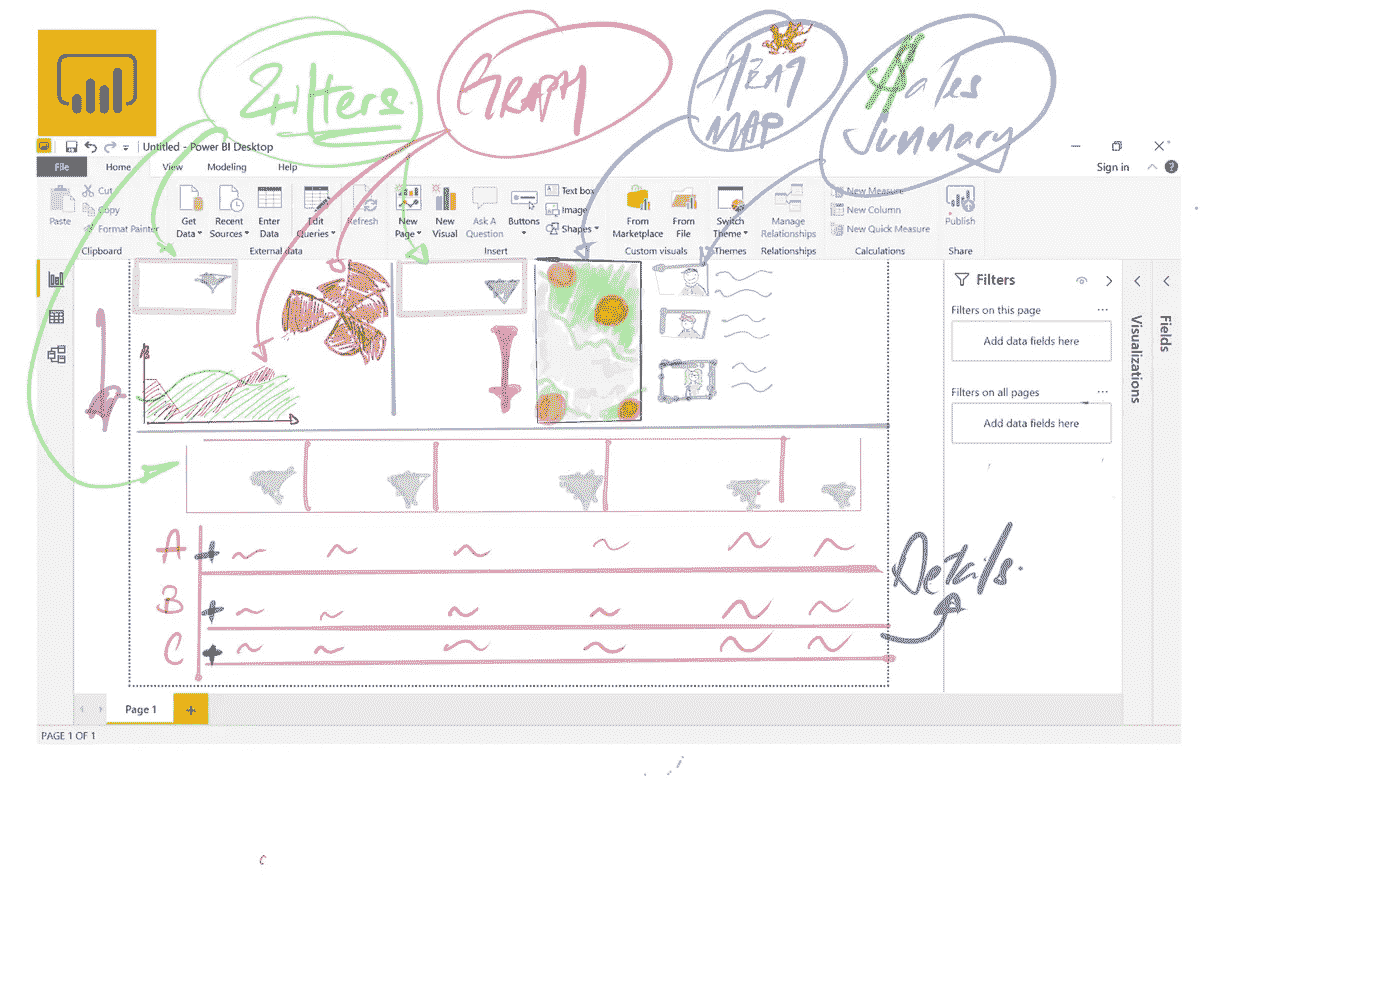 Filters.
GRAPH
HEAT
MAP
Sales
Summary
Untitled - Power BI Desktop
File
Home
View
Modeling
Help
Sign in
Paste
Cut
Copy
Format Painter
Clipboard
Get
Data
Recent
Sources
Enter
Data
Edit
Queries
Refresh
External data
New
Page
New
Visual
Ask A
Question
Buttons
Text box
Image
Shapes
Insert
From
Marketplace
From
File
Custom visuals
Switch
Theme
Themes
Manage
Relationships
Relationships
New Measure
New Column
New Quick Measure
Calculations
Publish
Share
Filters
Filters on this page
...
Add data fields here
Filters on all pages
...
Add data fields here
Visualizations
Fields
A +
B +
C +
Details.
Page 1
+
PAGE 1 OF 1